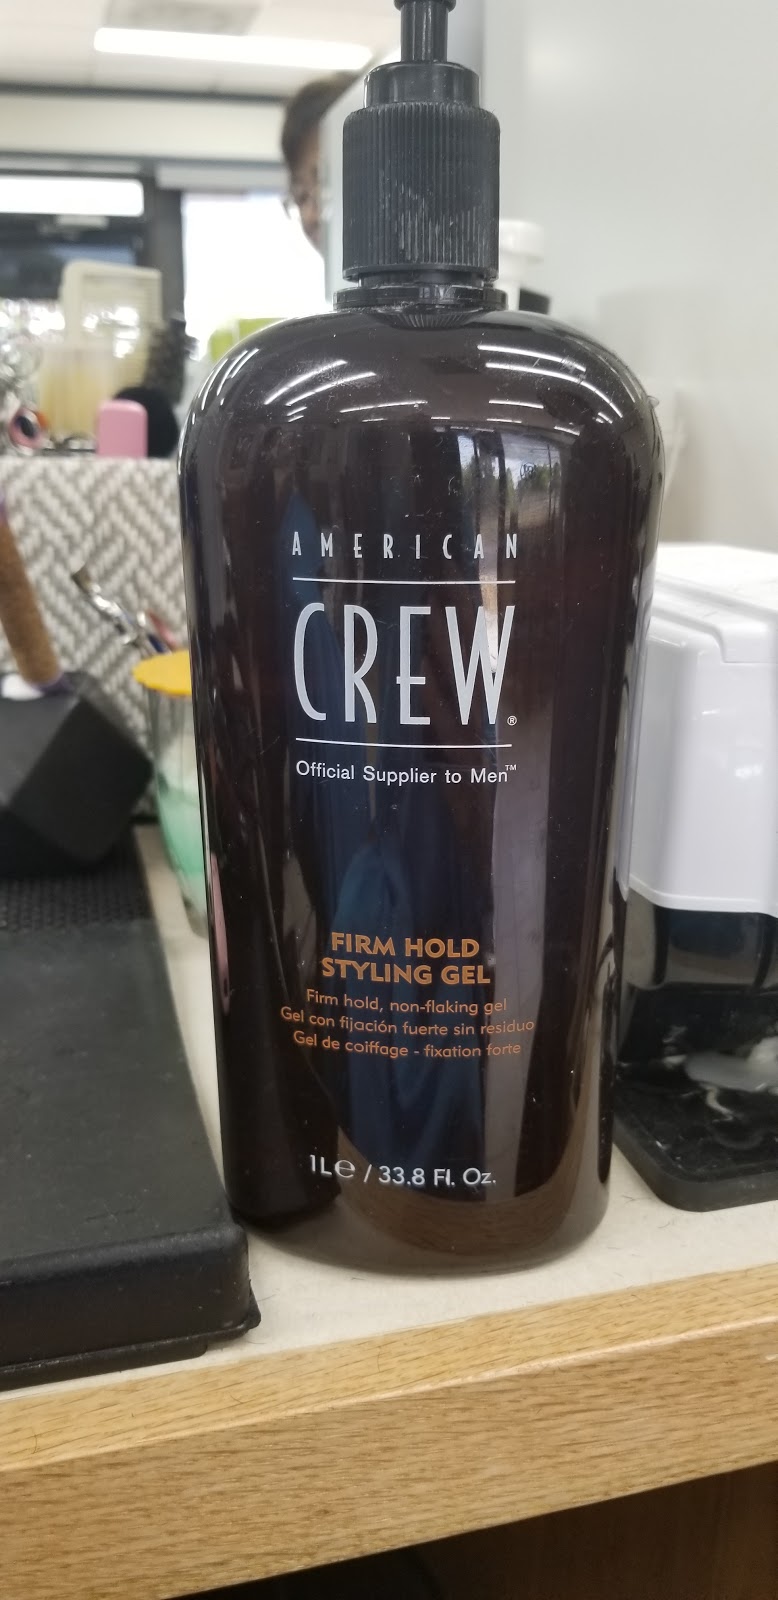 AMERICAN
CREW®
Official Supplier to Men™
FIRM HOLD
STYLING GEL
Firm hold, non-flaking gel
Gel con fijación fuerte sin residuo
Gel de coiffage - fixation forte
1L℮ / 33.8 Fl. Oz.